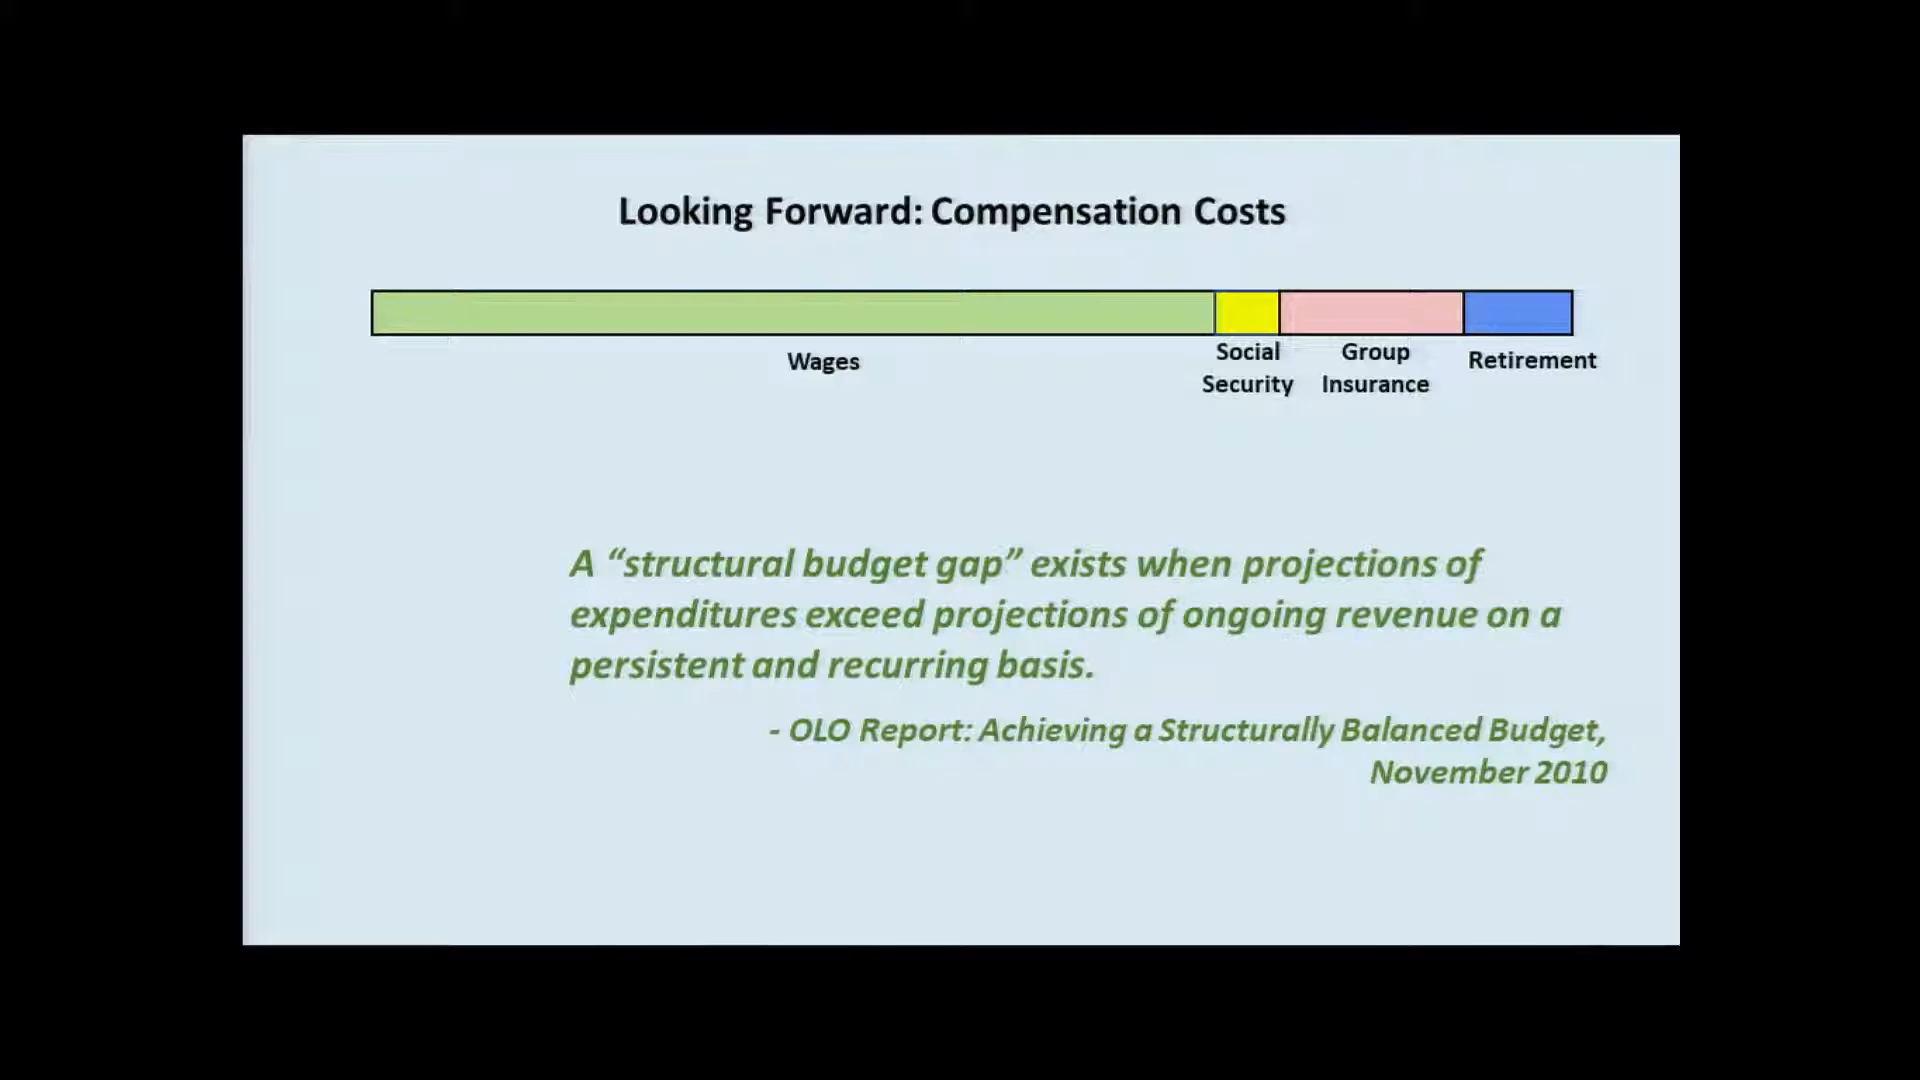 Looking Forward: Compensation Costs
Wages
Social
Security
Group
Insurance
Retirement
A “structural budget gap” exists when projections of
expenditures exceed projections of ongoing revenue on a
persistent and recurring basis.
- OLO Report: Achieving a Structurally Balanced Budget,
November 2010